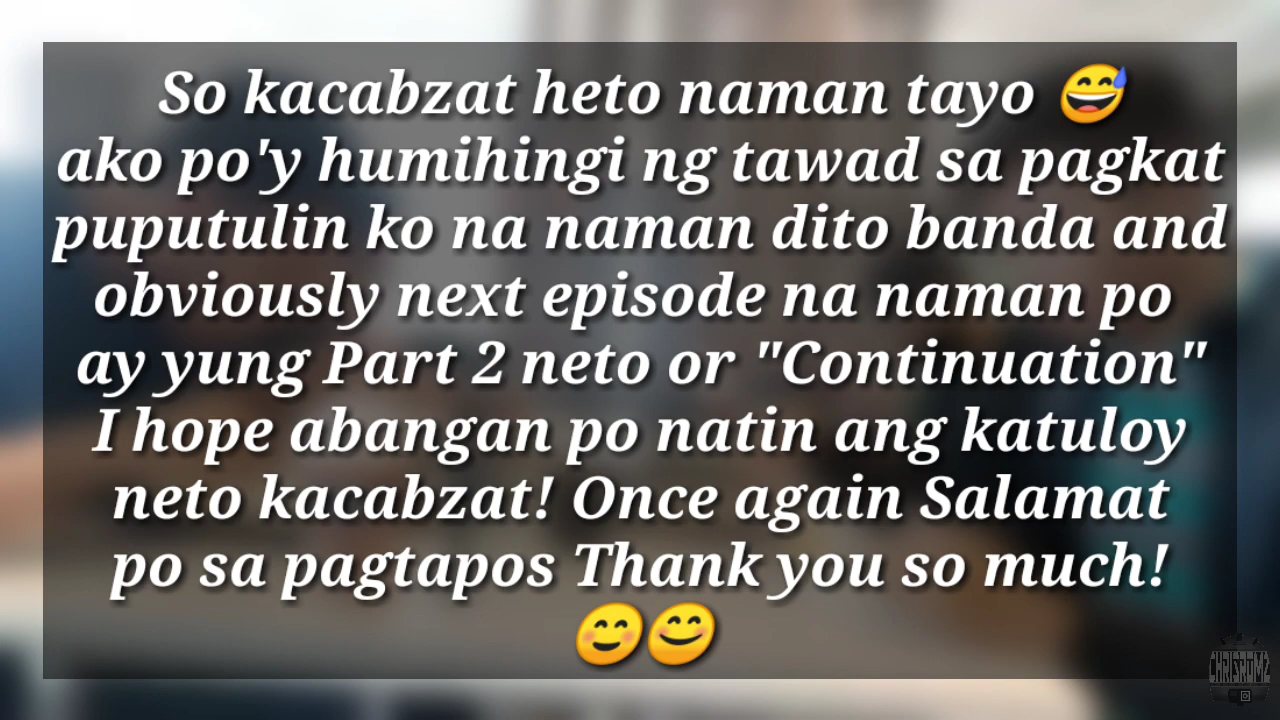 So kacabzat heto naman tayo 😅
ako po'y humihingi ng tawad sa pagkat
puputulin ko na naman dito banda and
obviously next episode na naman po
ay yung Part 2 neto or "Continuation"
I hope abangan po natin ang katuloy
neto kacabzat! Once again Salamat
po sa pagtapos Thank you so much!
😊😊